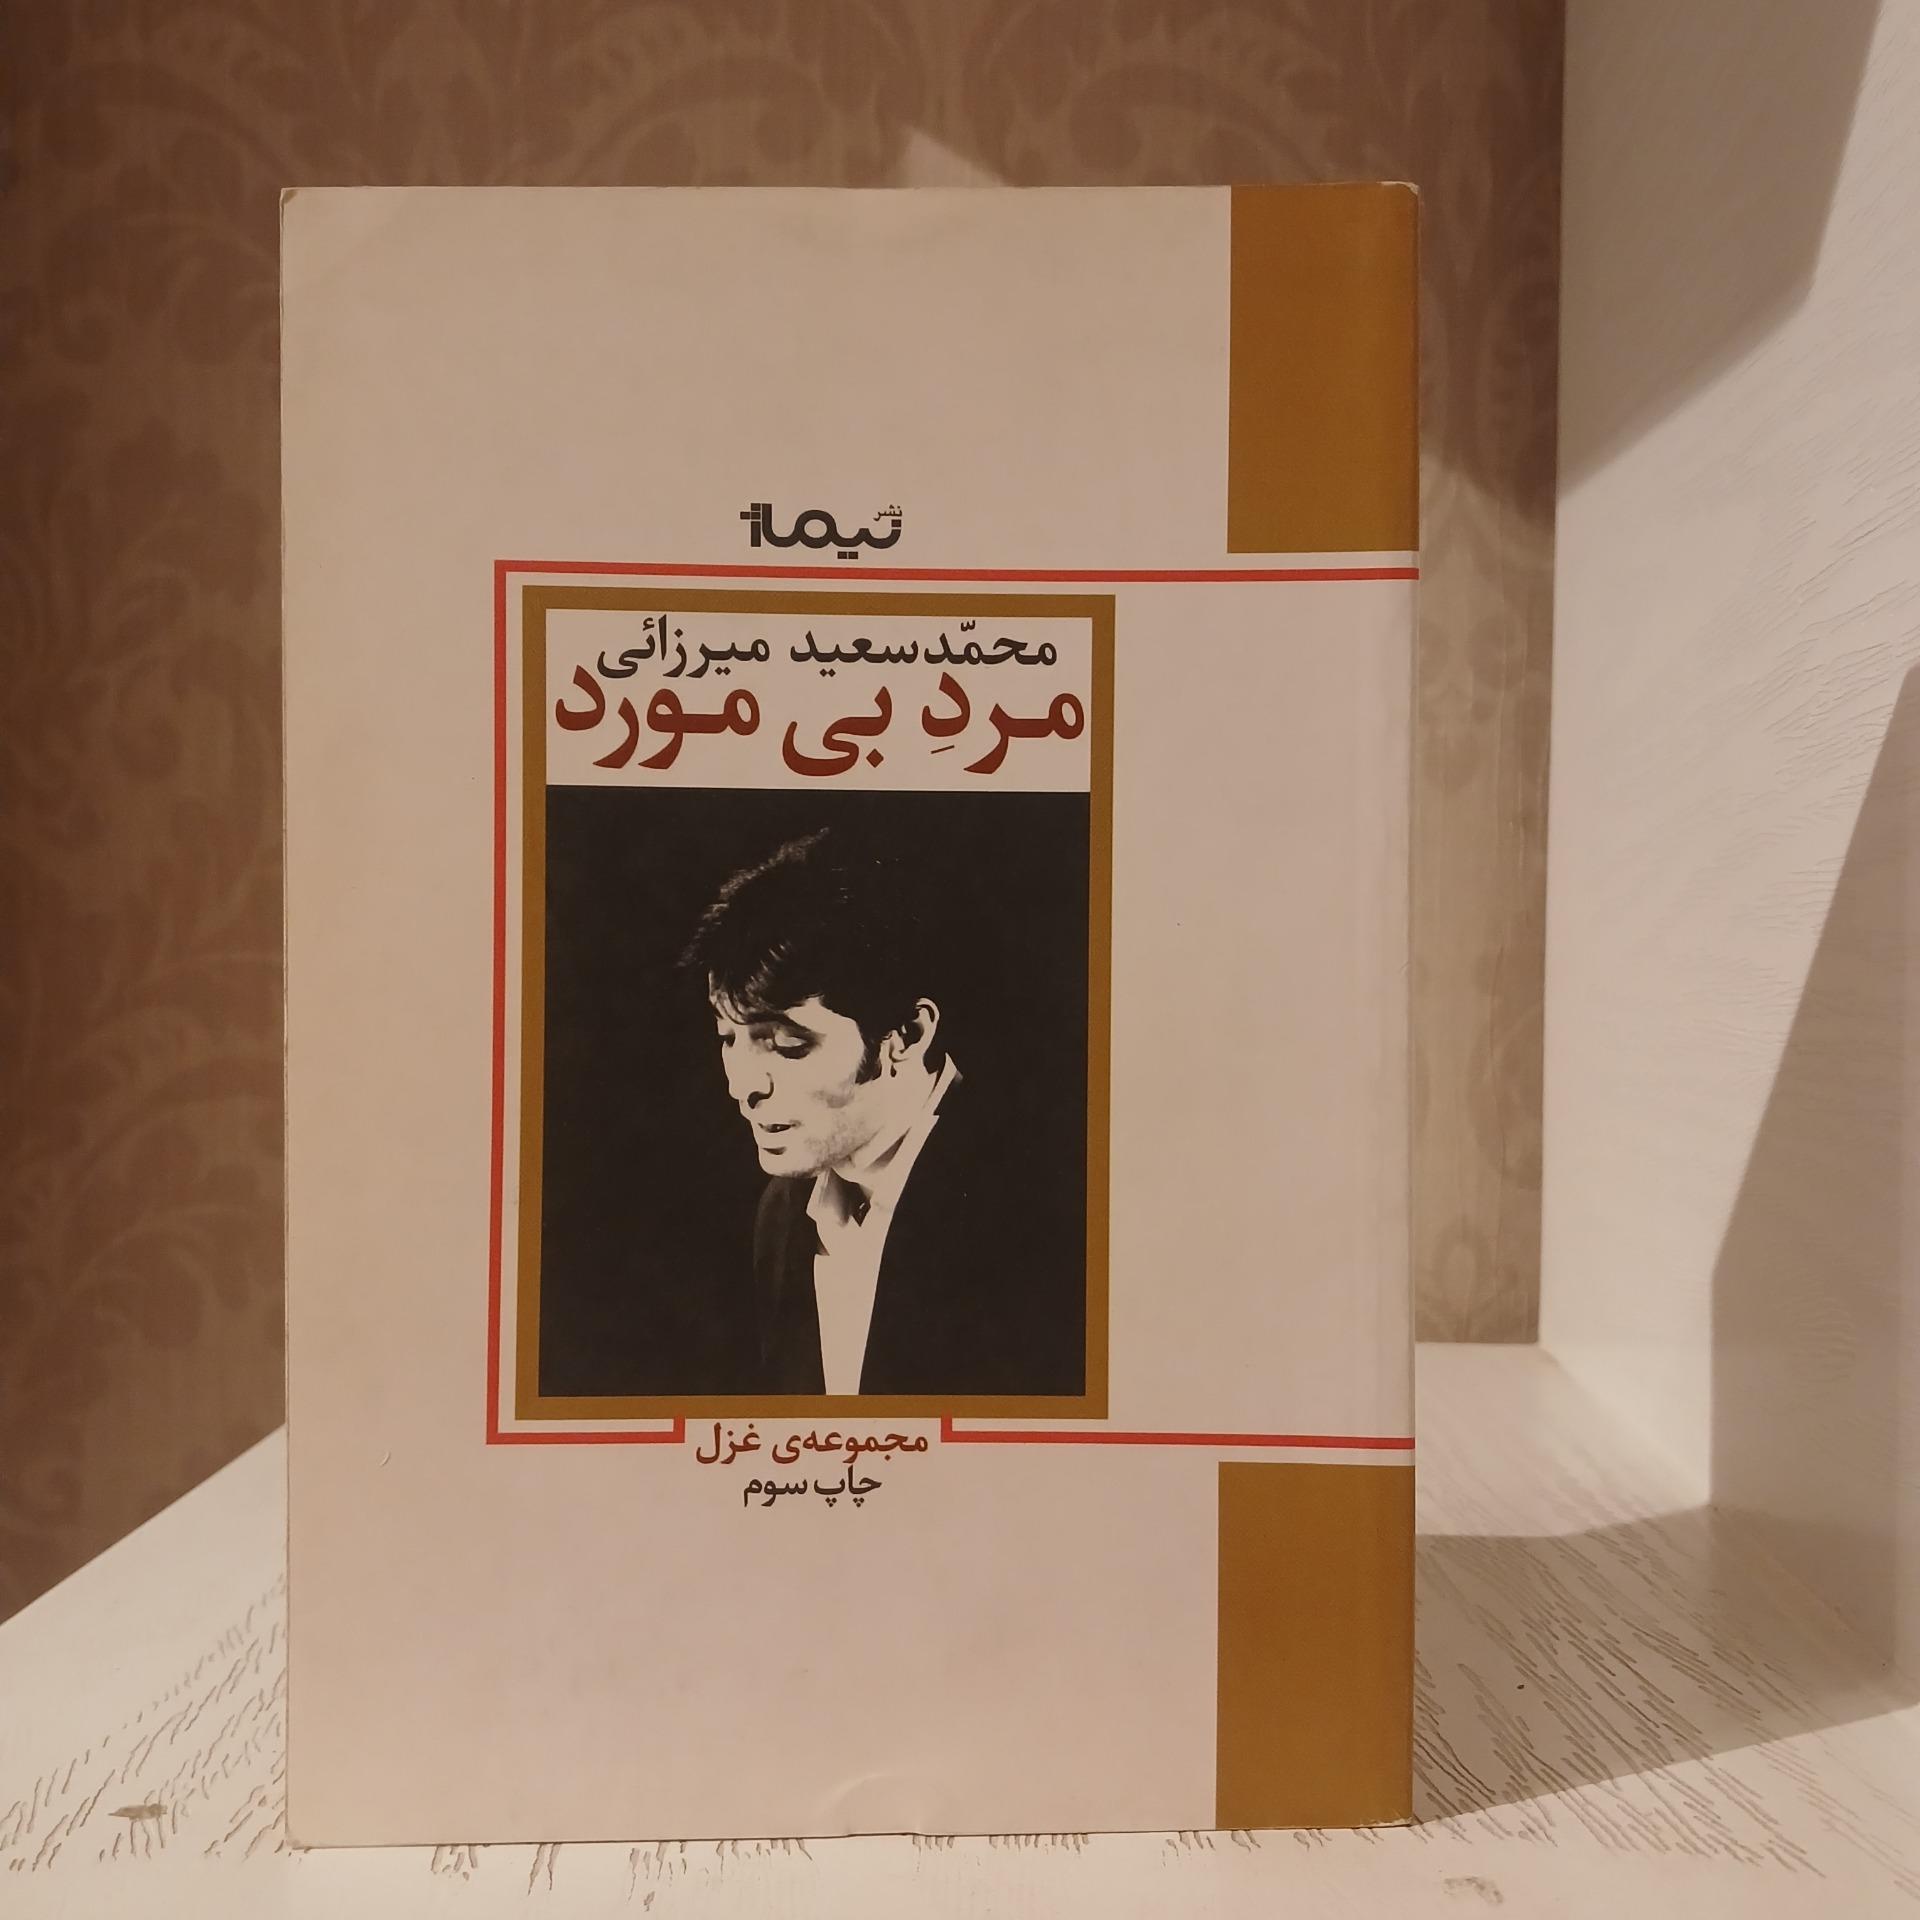 نشر
نیماژ
محمّدسعید میرزائی
مردِ بی مورد
مجموعه‌ی غزل
چاپ سوم